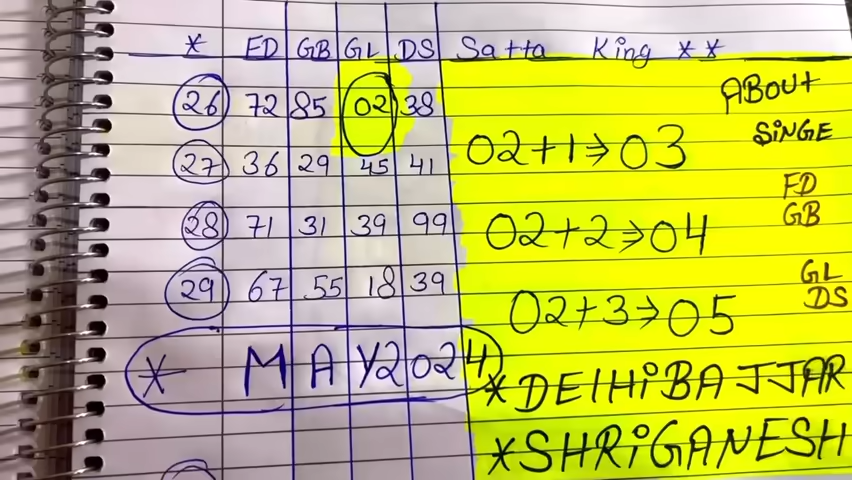 * ED GB GL DS Satta King **
26 72 85 02 38
27 36 29 45 41
28 71 31 39 99
29 67 55 18 39
* MAY2024
ABOUT
SiNGE
02+1⇒03
FD
GB
02+2⇒04
GL
DS
02+3→05
*DElHiBAJJAR
*SHRiGANESH